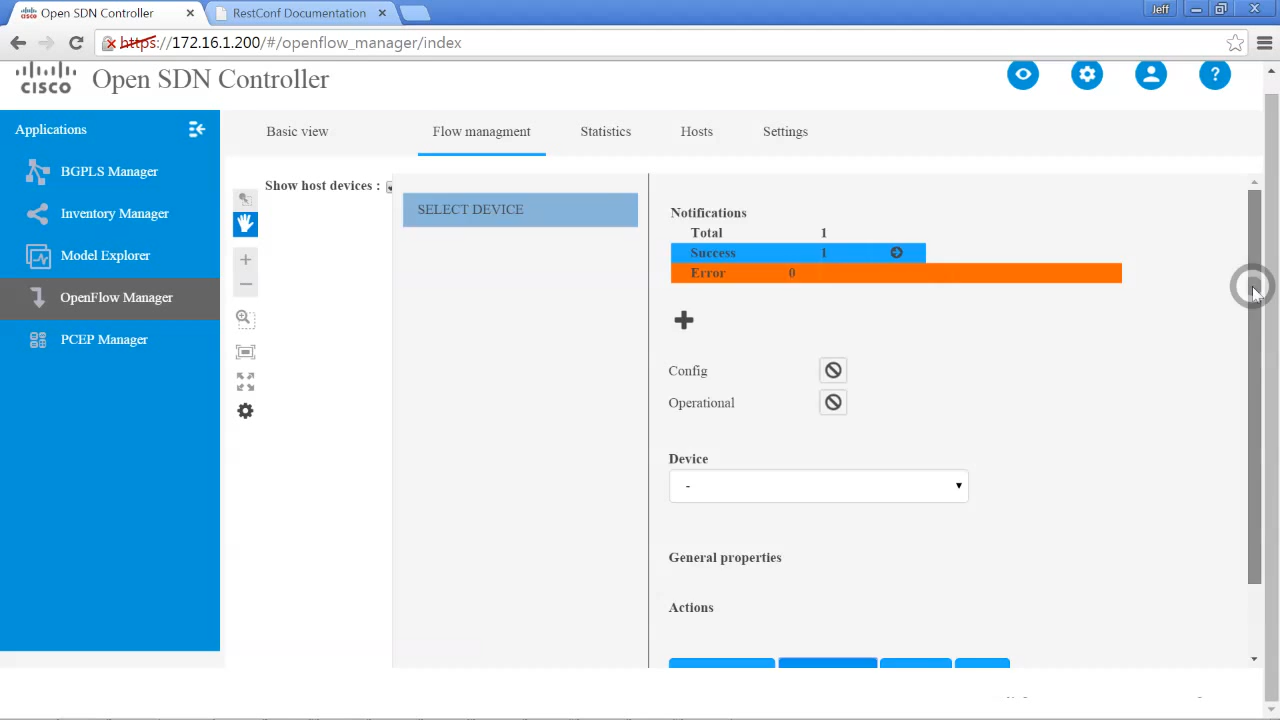 Open SDN Controller
RestConf Documentation
Jeff
https://172.16.1.200/#/openflow_manager/index
CISCO
Open SDN Controller
?
Applications
Basic view
Flow managment
Statistics
Hosts
Settings
BGPLS Manager
Inventory Manager
Model Explorer
OpenFlow Manager
PCEP Manager
Show host devices :
SELECT DEVICE
Notifications
Total 1
Success 1
Error 0
Config
Operational
Device
-
General properties
Actions